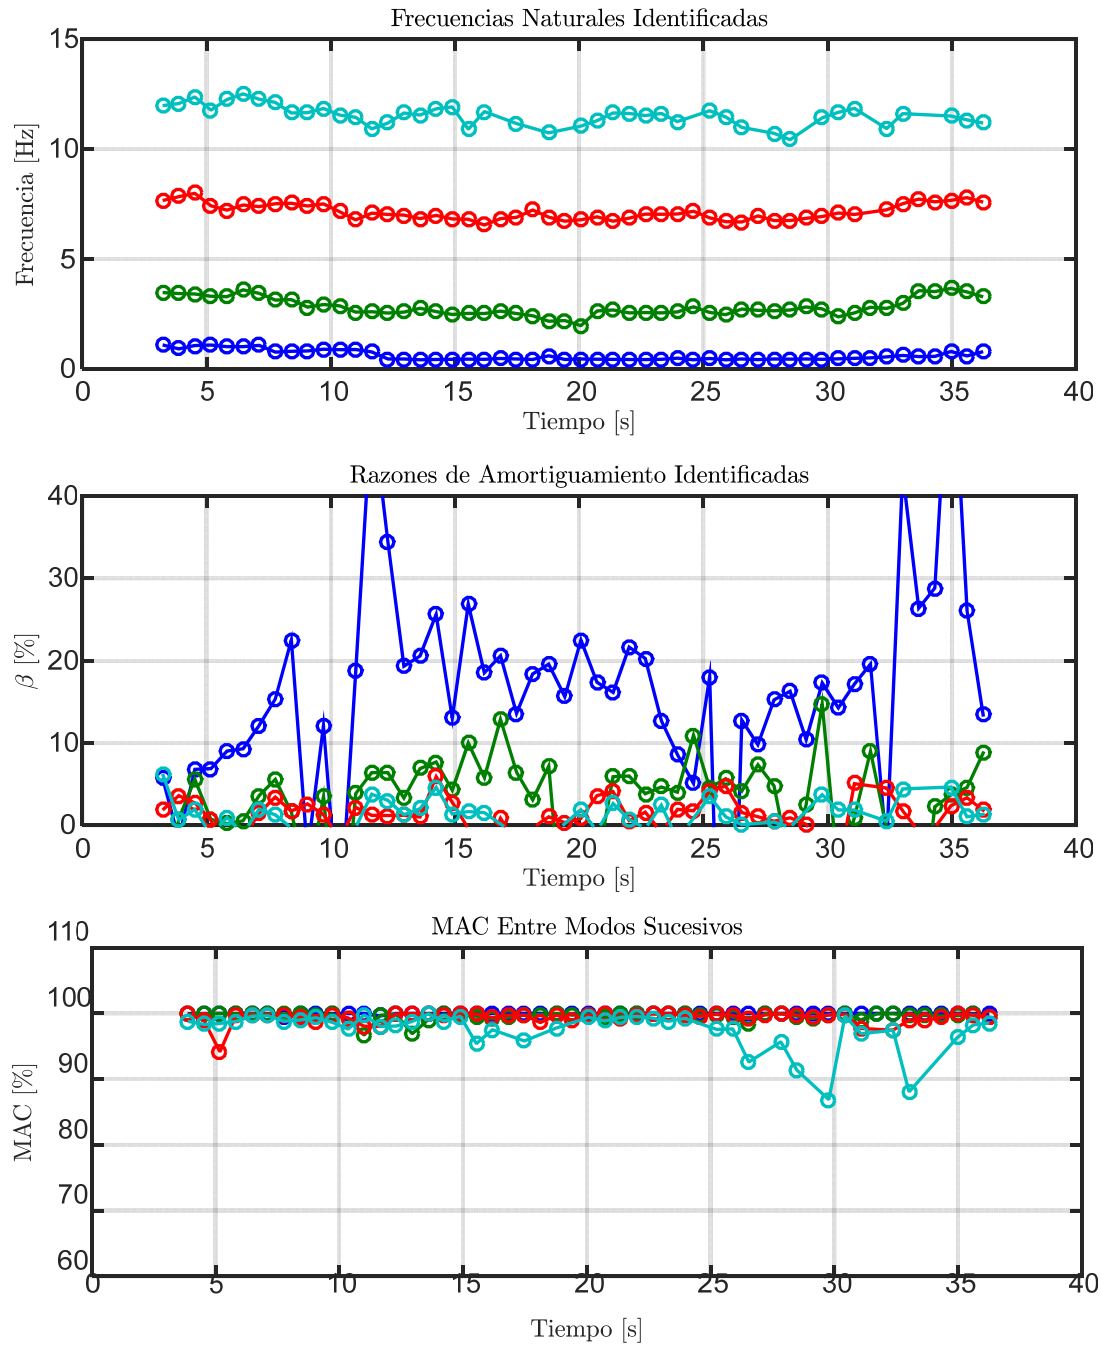 Frecuencias Naturales Identificadas
15
10
5
0
Frecuencia [Hz]
0 5 10 15 20 25 30 35 40
Tiempo [s]
Razones de Amortiguamiento Identificadas
40
30
20
10
0
β [%]
0 5 10 15 20 25 30 35 40
Tiempo [s]
MAC Entre Modos Sucesivos
110
100
90
80
70
60
MAC [%]
0 5 10 15 20 25 30 35 40
Tiempo [s]